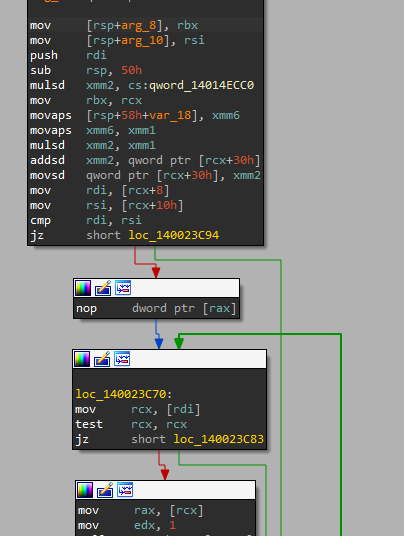 mov [rsp+arg_8], rbx
mov [rsp+arg_10], rsi
push rdi
sub rsp, 50h
mulsd xmm2, cs:qword_14014ECC0
mov rbx, rcx
movaps [rsp+58h+var_18], xmm6
movaps xmm6, xmm1
mulsd xmm2, xmm1
addsd xmm2, qword ptr [rcx+30h]
movsd qword ptr [rcx+30h], xmm2
mov rdi, [rcx+8]
mov rsi, [rcx+10h]
cmp rdi, rsi
jz short loc_140023C94
nop dword ptr [rax]
loc_140023C70:
mov rcx, [rdi]
test rcx, rcx
jz short loc_140023C83
mov rax, [rcx]
mov edx, 1